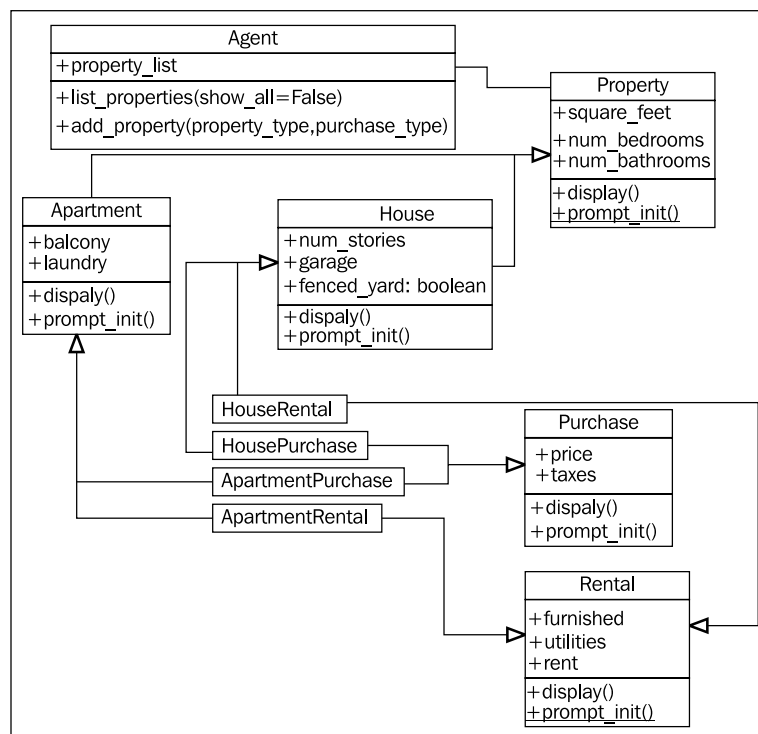 Agent
+property_list
+list_properties(show_all=False)
+add_property(property_type,purchase_type)
Property
+square_feet
+num_bedrooms
+num_bathrooms
+display()
+prompt_init()
Apartment
+balcony
+laundry
+dispaly()
+prompt_init()
House
+num_stories
+garage
+fenced_yard: boolean
+dispaly()
+prompt_init()
HouseRental
HousePurchase
ApartmentPurchase
ApartmentRental
Purchase
+price
+taxes
+dispaly()
+prompt_init()
Rental
+furnished
+utilities
+rent
+display()
+prompt_init()